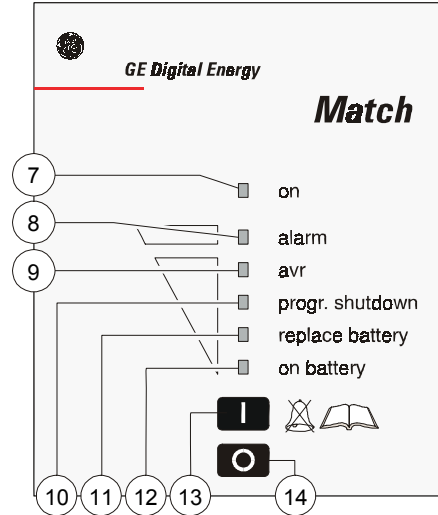 GE Digital Energy
Match
7
on
8
alarm
9
avr
progr. shutdown
replace battery
on battery
I
O
10 11 12 13 14